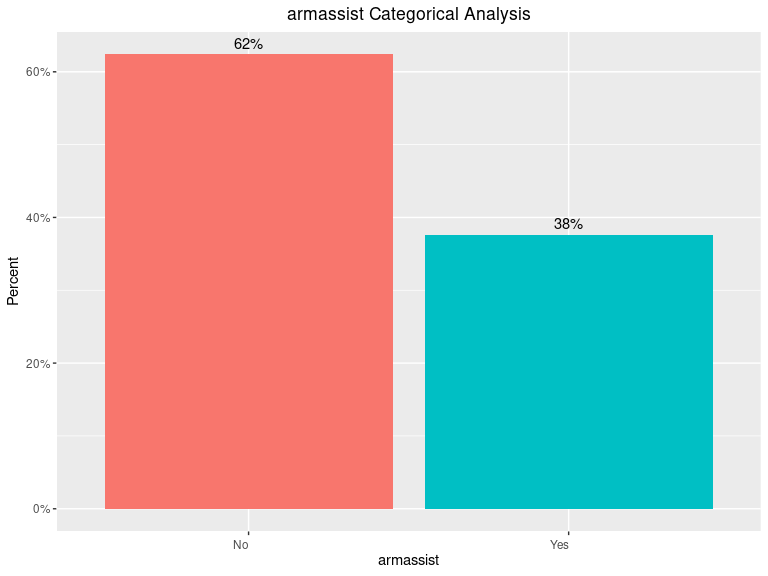 armassist Categorical Analysis
62%
60%
38%
40%
Percent
20%
0%
No
Yes
armassist